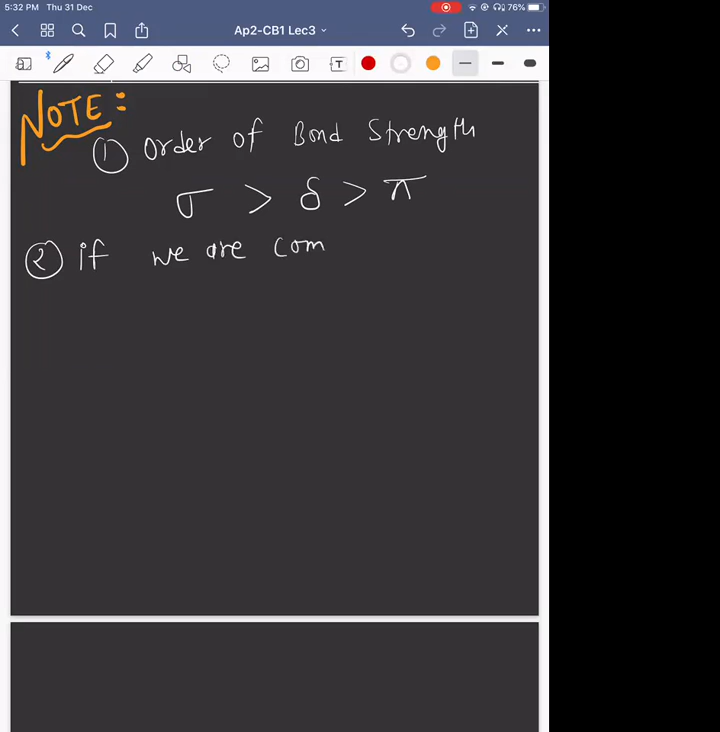 5:32 PM Thu 31 Dec 76%
Ap2-CB1 Lec3
T
NOTE:
① Order of Bond Strength
σ > δ > π
② if we are com